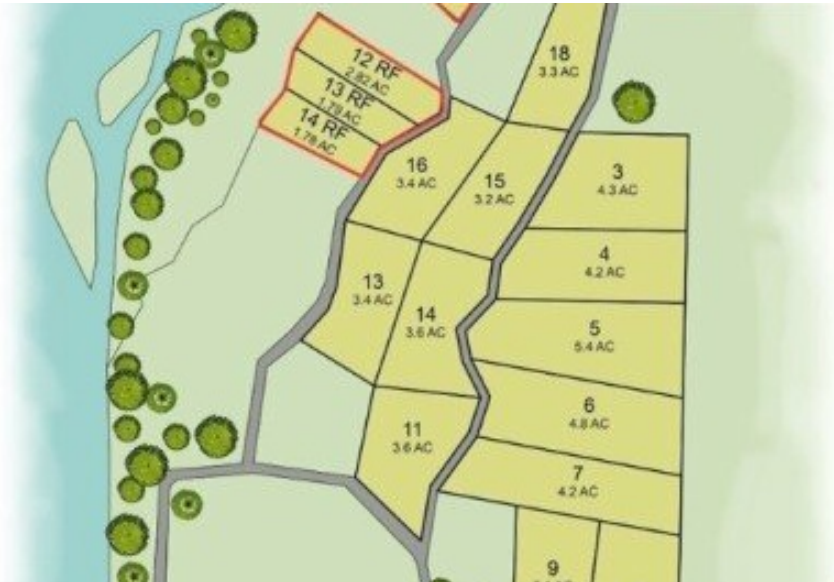 12 RF
2.82 AC
13 RF
1.79 AC
14 RF
1.78 AC
18
3.3 AC
16
3.4 AC
15
3.2 AC
3
4.3 AC
4
4.2 AC
13
3.4 AC
14
3.6 AC
5
5.4 AC
6
4.8 AC
11
3.6 AC
7
4.2 AC
9